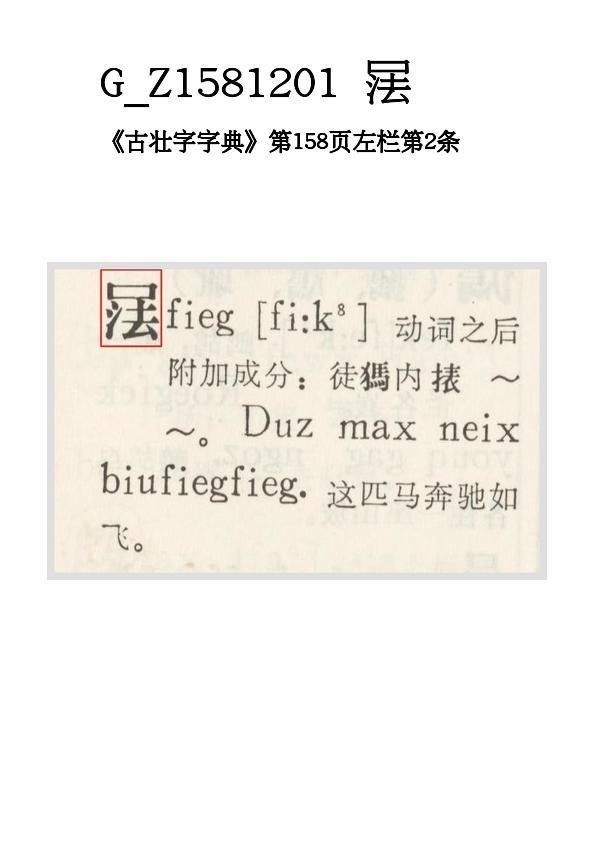 G_Z1581201
《古壮字字典》第158页左栏第2条
fieg [fi:k⁸] 动词之后
附加成分：徒獁内 ～
～。Duz max neix
biufiegfieg. 这匹马奔驰如
飞。